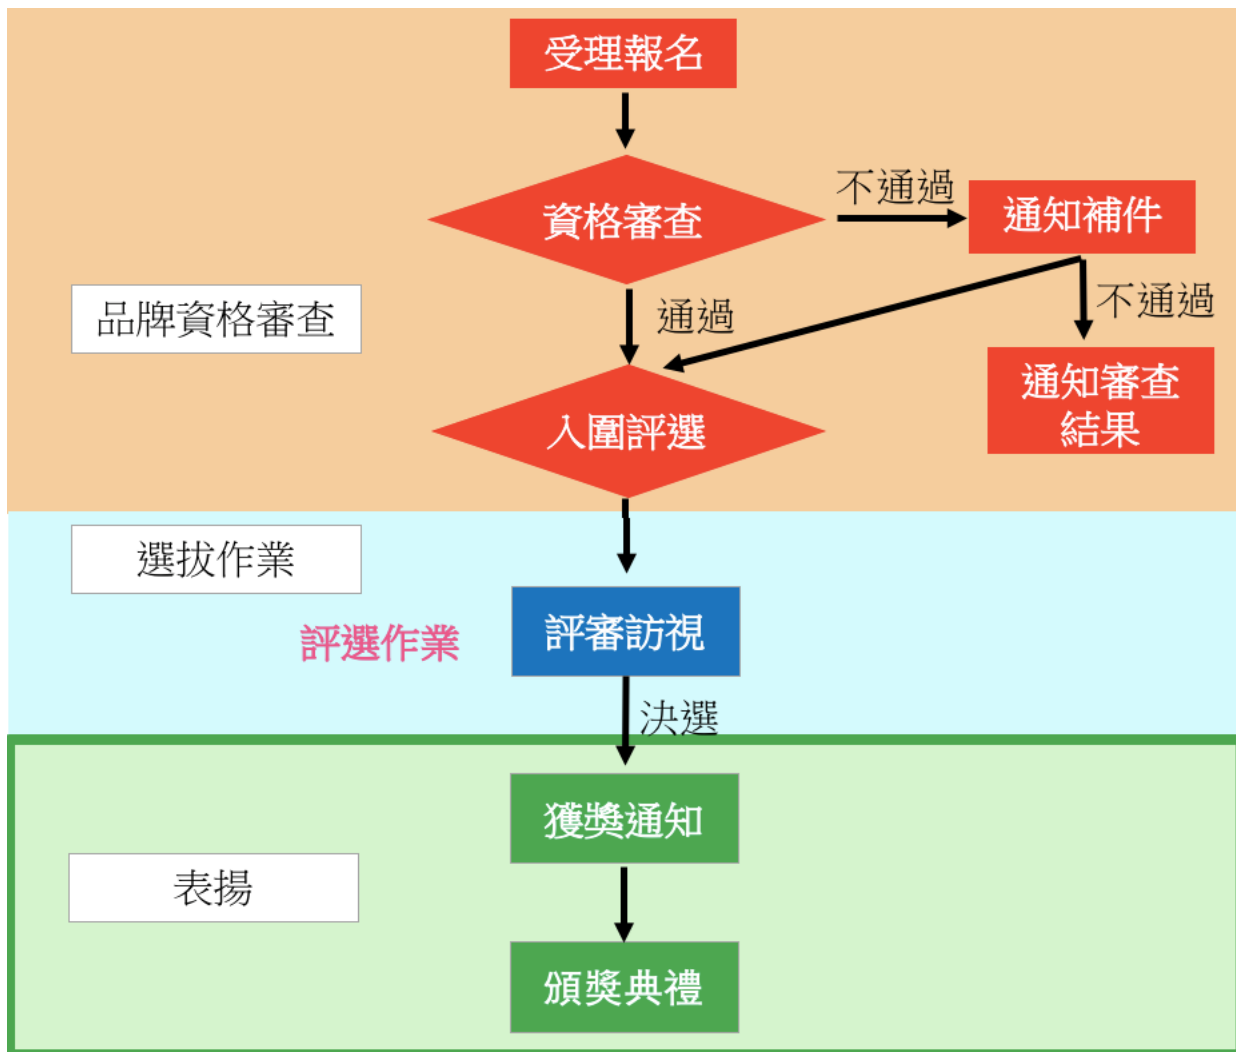 受理報名
不通過
資格審查
通知補件
品牌資格審查
通過
不通過
通知審查
結果
入圍評選
選拔作業
評選作業
評審訪視
決選
獲獎通知
表揚
頒獎典禮